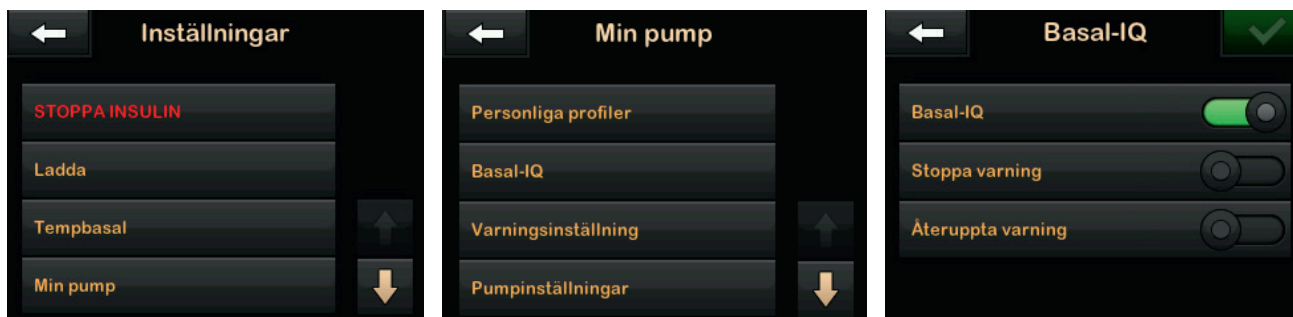 Inställningar
STOPPA INSULIN
Ladda
Tempbasal
Min pump
Min pump
Personliga profiler
Basal-IQ
Varningsinställning
Pumpinställningar
Basal-IQ
Basal-IQ
Stoppa varning
Återuppta varning